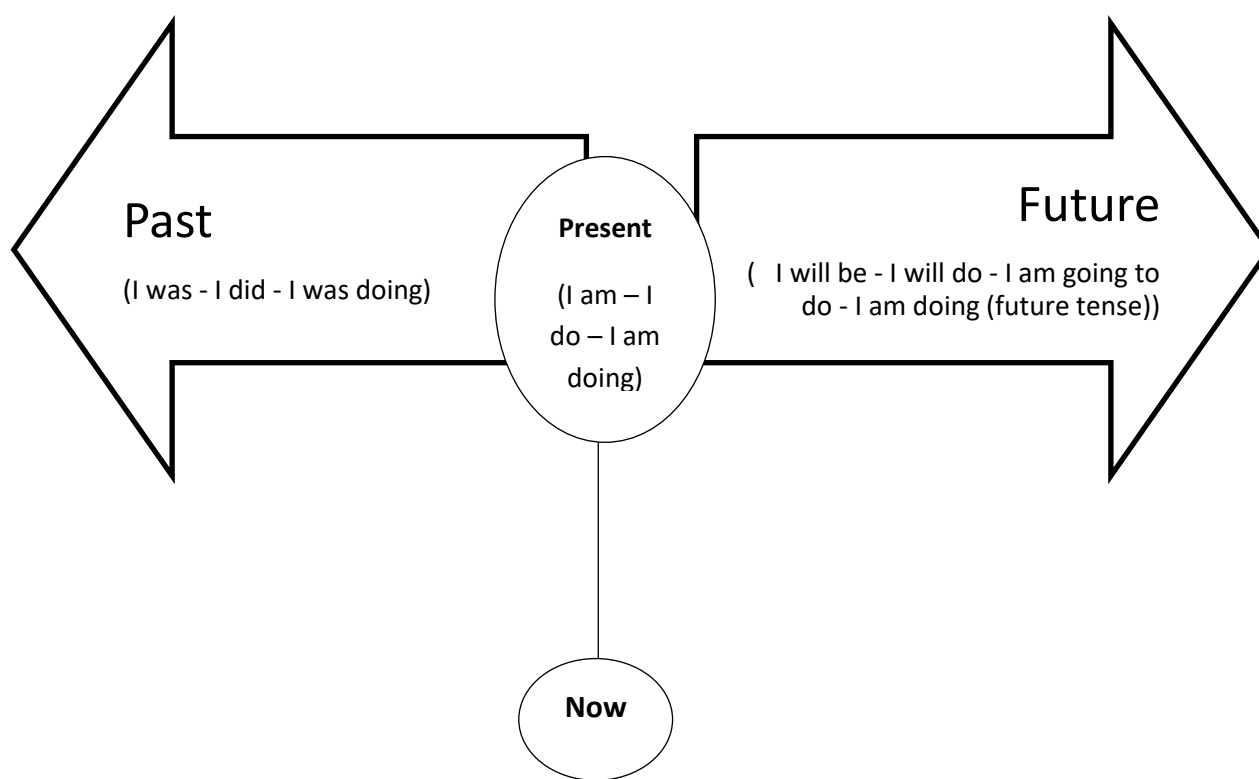 Past
(I was - I did - I was doing)
Present
(I am – I
do – I am
doing)
Future
( I will be - I will do - I am going to
do - I am doing (future tense))
Now